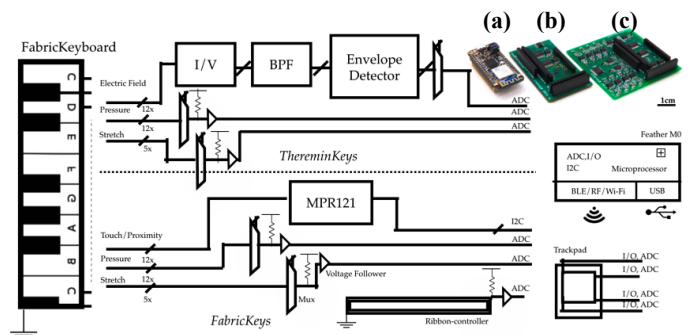 (a) (b) (c)
FabricKeyboard
C
D
E
F
G
A
B
C
Electric Field
12x
Pressure
12x
Stretch
5x
I/V
BPF
Envelope
Detector
ADC
ADC
ADC
ThereminKeys
1cm
Feather M0
ADC,I/O
I2C
Microprocessor
BLE/RF/Wi-Fi
USB
MPR121
Touch/Proximity
12x
Pressure
12x
Stretch
5x
I2C
ADC
ADC
Voltage Follower
Mux
ADC
Ribbon-controller
FabricKeys
Trackpad
I/O, ADC
I/O, ADC
I/O, ADC
I/O, ADC